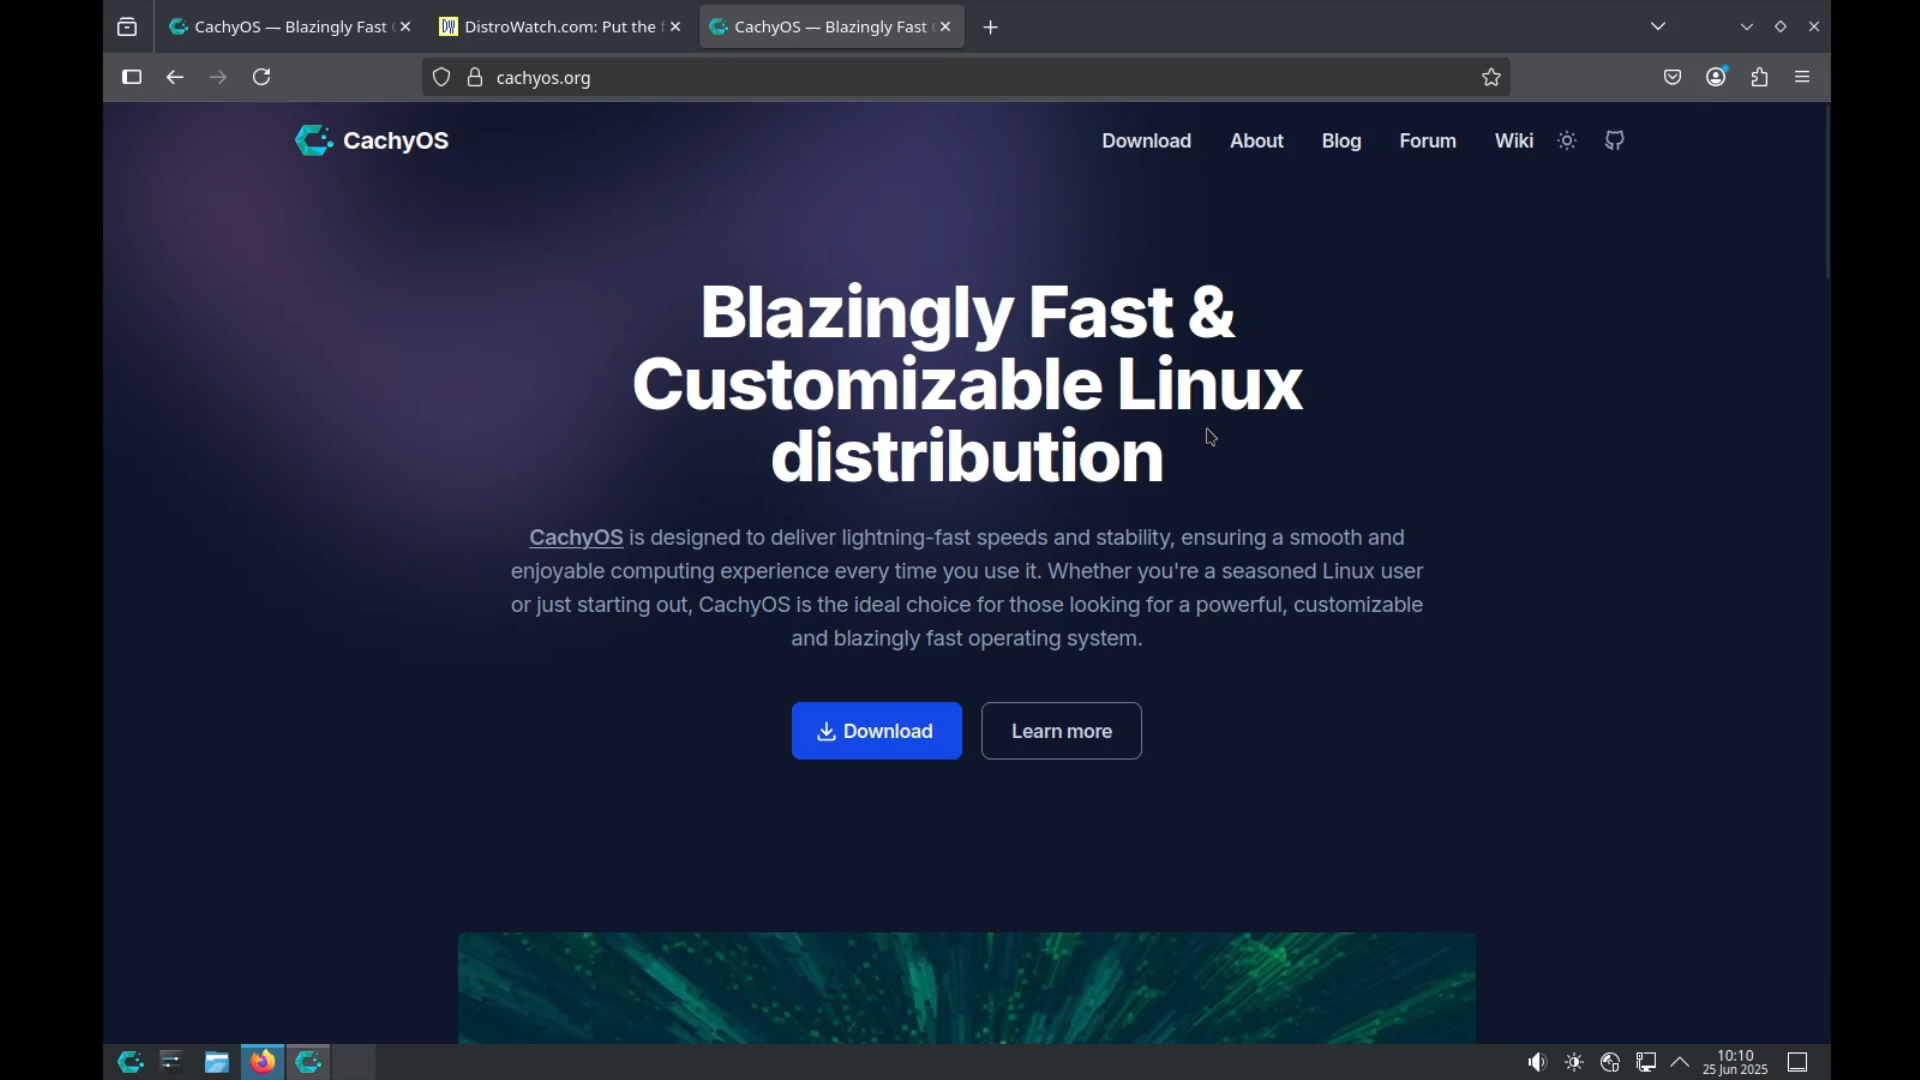 CachyOS — Blazingly Fast
DistroWatch.com: Put the f
CachyOS — Blazingly Fast
cachyos.org
CachyOS
Download
About
Blog
Forum
Wiki
Blazingly Fast &
Customizable Linux
distribution
CachyOS is designed to deliver lightning-fast speeds and stability, ensuring a smooth and
enjoyable computing experience every time you use it. Whether you're a seasoned Linux user
or just starting out, CachyOS is the ideal choice for those looking for a powerful, customizable
and blazingly fast operating system.
Download
Learn more
10:10
25 Jun 2025